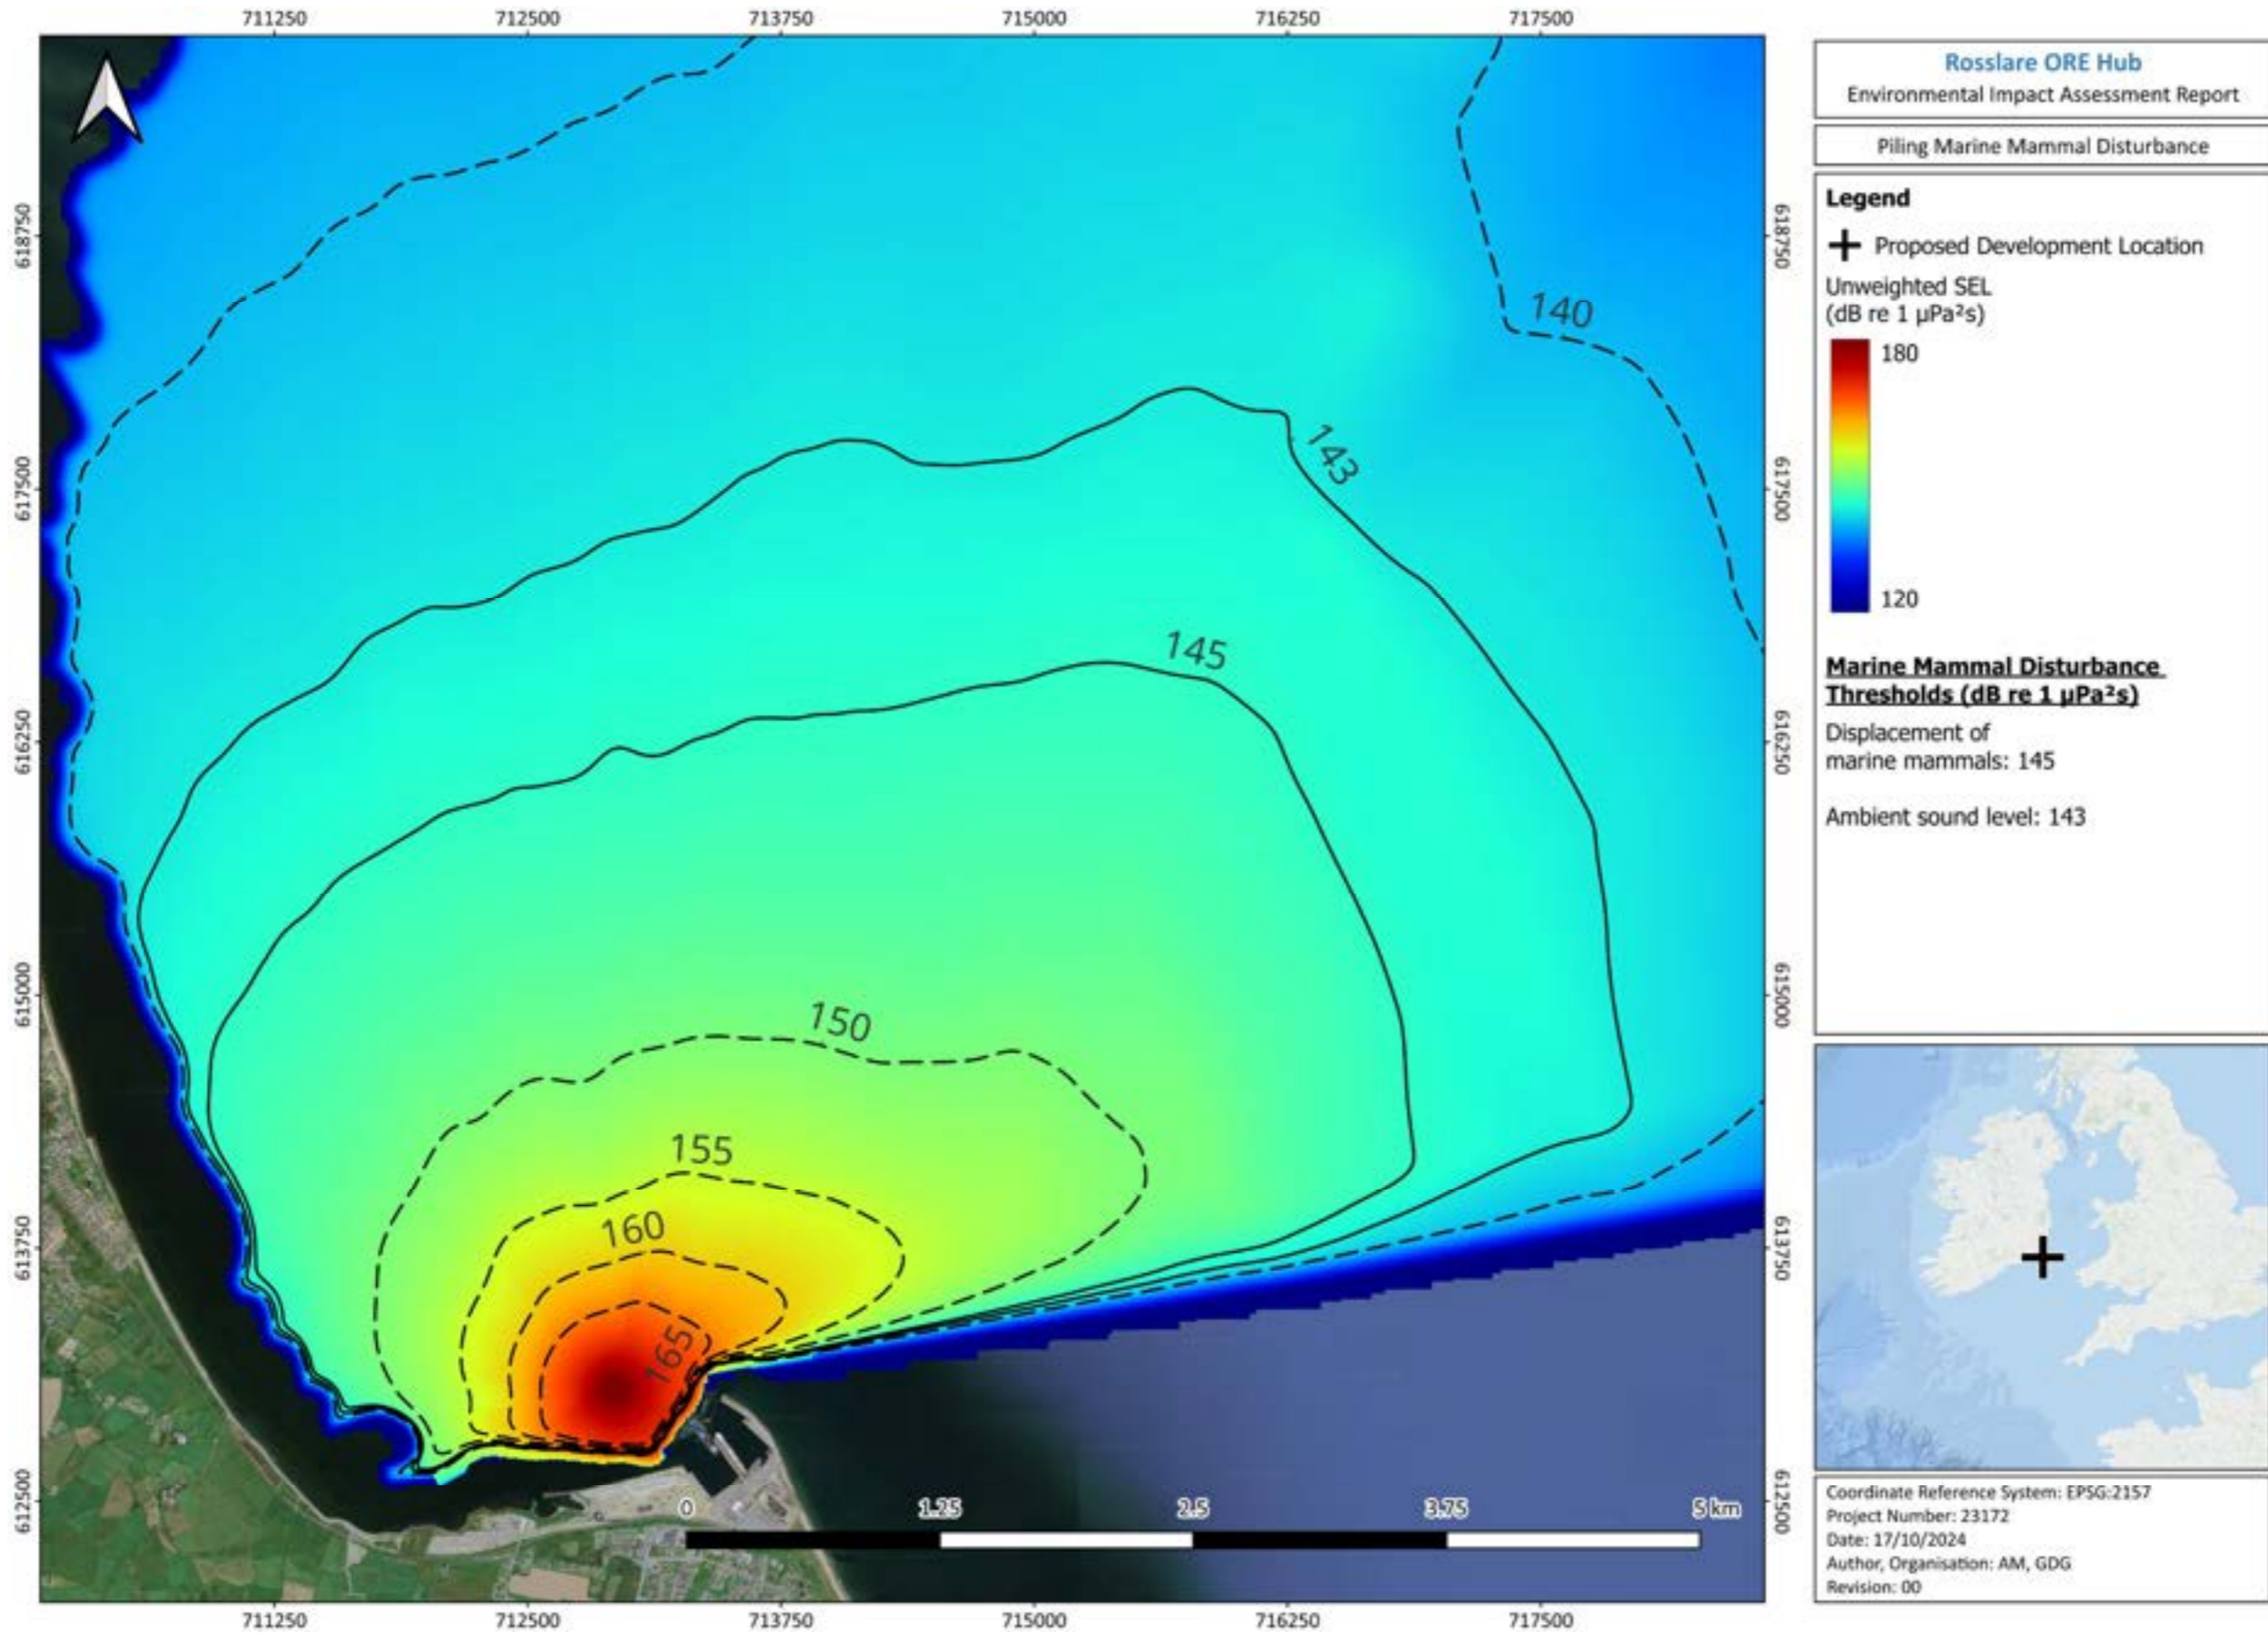 711250 712500 713750 715000 716250 717500
618750
617500
616250
615000
613750
612500
140
143
145
150
155
160
165
0 1.25 2.5 3.75 5 km
618750
617500
616250
615000
613750
612500
711250 712500 713750 715000 716250 717500
Rosslare ORE Hub
Environmental Impact Assessment Report
Piling Marine Mammal Disturbance
Legend
Proposed Development Location
Unweighted SEL
(dB re 1 µPa²s)
180
120
Marine Mammal Disturbance
Thresholds (dB re 1 µPa²s)
Displacement of
marine mammals: 145
Ambient sound level: 143
Coordinate Reference System: EPSG:2157
Project Number: 23172
Date: 17/10/2024
Author, Organisation: AM, GDG
Revision: 00